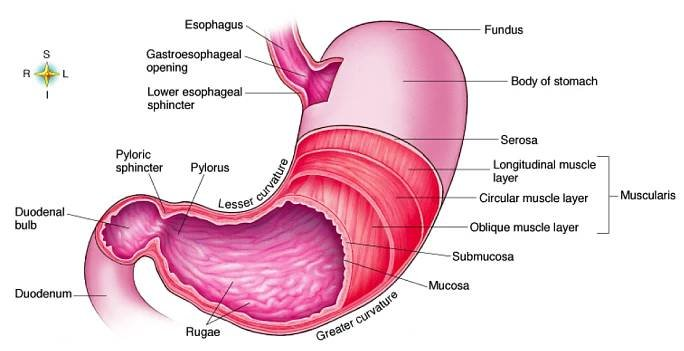 Esophagus
Fundus
Gastroesophageal
opening
S
R
L
I
Body of stomach
Lower esophageal
sphincter
Serosa
Pyloric
sphincter
Pylorus
Lesser curvature
Longitudinal muscle
layer
Circular muscle layer
Muscularis
Duodenal
bulb
Oblique muscle layer
Submucosa
Mucosa
Duodenum
Rugae
Greater curvature